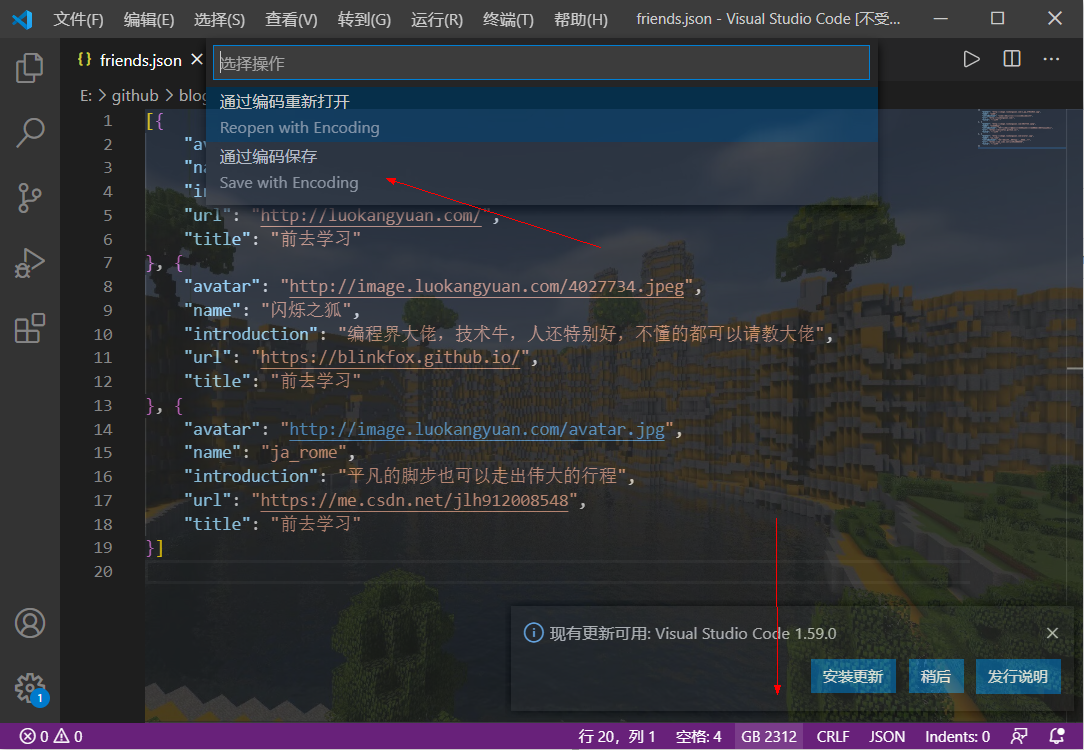 文件(F) 编辑(E) 选择(S) 查看(V) 转到(G) 运行(R) 终端(T) 帮助(H) friends.json - Visual Studio Code [不受...
{} friends.json
选择操作
E: > github > blog
通过编码重新打开
Reopen with Encoding
通过编码保存
Save with Encoding
1 [{
2 "av
3 "na
4 "in
5 "url": "http://luokangyuan.com/",
6 "title": "前去学习"
7 }, {
8 "avatar": "http://image.luokangyuan.com/4027734.jpeg",
9 "name": "闪烁之狐",
10 "introduction": "编程界大佬，技术牛，人还特别好，不懂的都可以请教大佬",
11 "url": "https://blinkfox.github.io/",
12 "title": "前去学习"
13 }, {
14 "avatar": "http://image.luokangyuan.com/avatar.jpg",
15 "name": "ja_rome",
16 "introduction": "平凡的脚步也可以走出伟大的行程",
17 "url": "https://me.csdn.net/jlh912008548",
18 "title": "前去学习"
19 }]
20
现有更新可用: Visual Studio Code 1.59.0
安装更新 稍后 发行说明
1
0 0 行 20，列 1 空格: 4 GB 2312 CRLF JSON Indents: 0